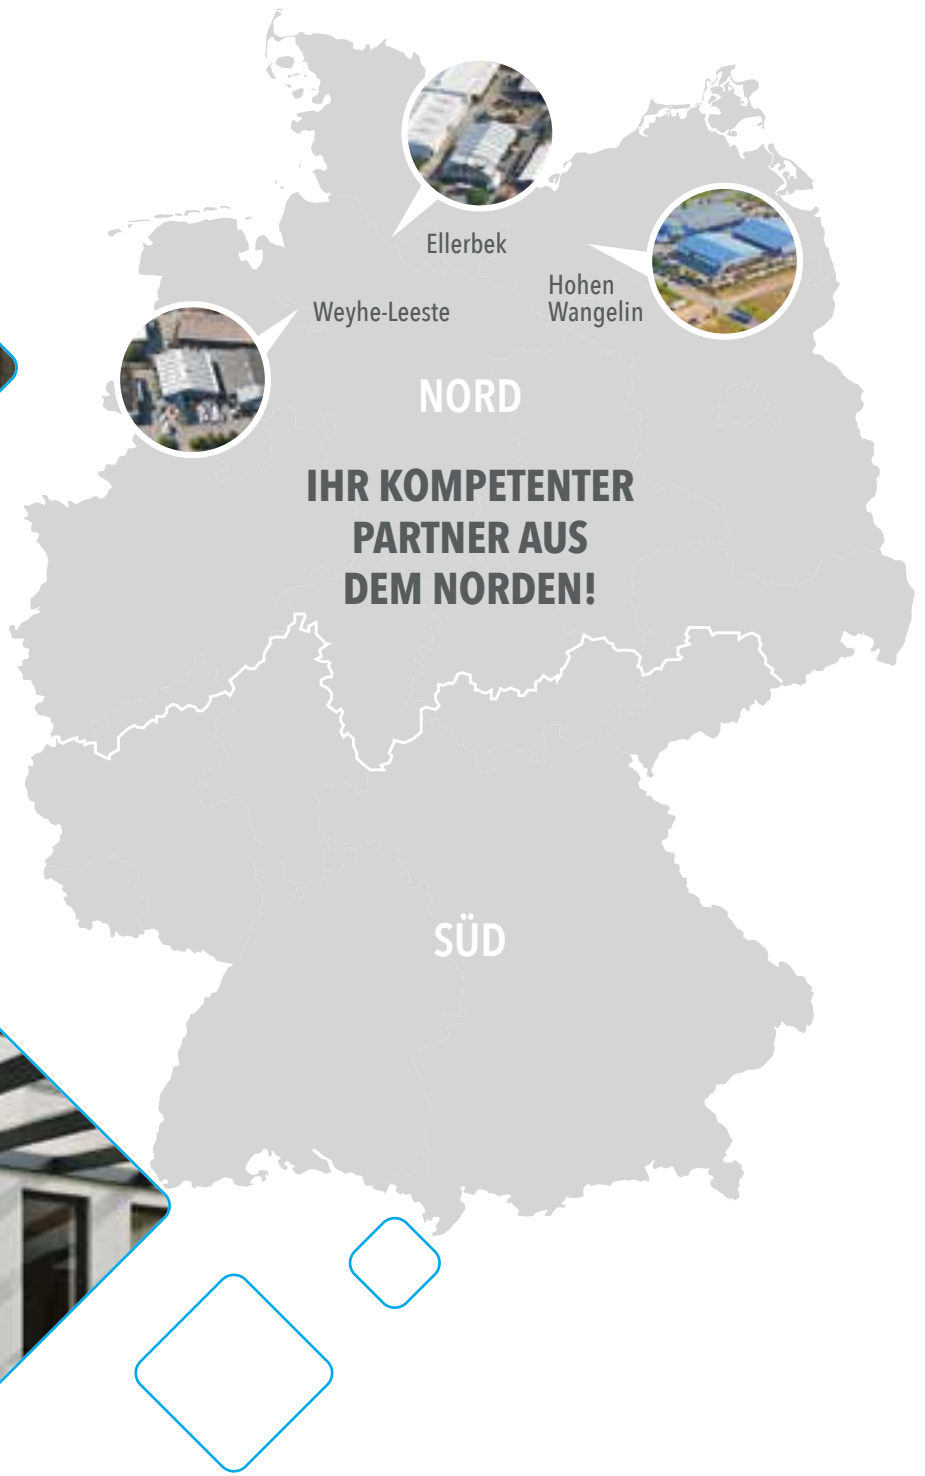 Ellerbek
Hohen
Wangelin
Weyhe-Leeste
NORD
IHR KOMPETENTER
PARTNER AUS
DEM NORDEN!
SÜD